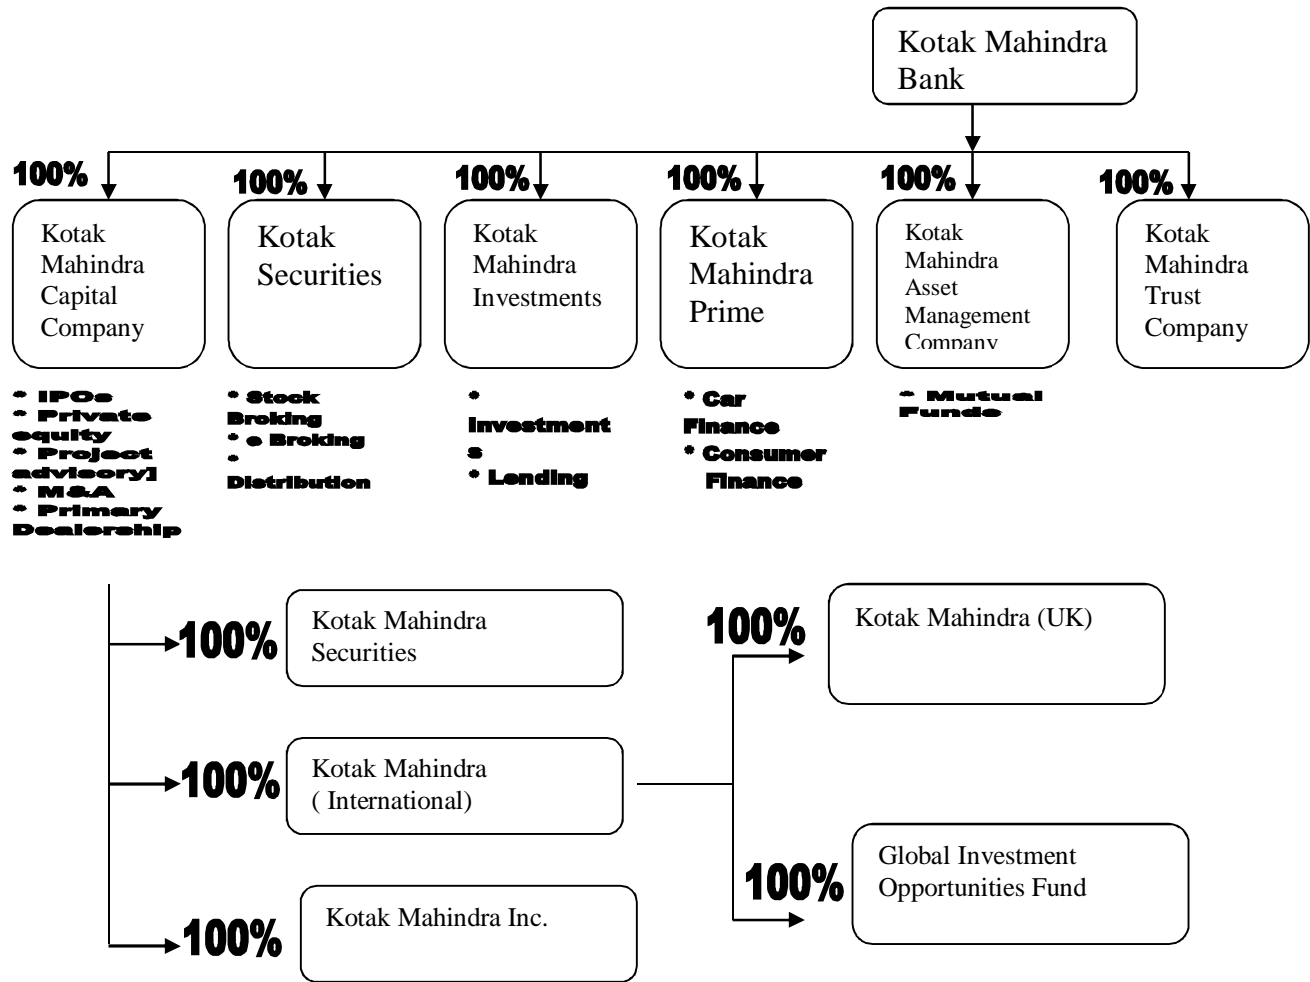 Kotak Mahindra
Bank
100%
100%
100%
100%
100%
100%
Kotak
Mahindra
Capital
Company
Kotak
Securities
Kotak
Mahindra
Investments
Kotak
Mahindra
Prime
Kotak
Mahindra
Asset
Management
Company
Kotak
Mahindra
Trust
Company
* IPOs
* Private
equity
* Project
advisory]
* M&A
* Primary
Dealership
* Stock
Broking
* e Broking
*
Distribution
*
Investment
s
* Lending
* Car
Finance
* Consumer
Finance
* Mutual
Funds
100%
Kotak Mahindra
Securities
100%
Kotak Mahindra (UK)
100%
Kotak Mahindra
( International)
100%
Global Investment
Opportunities Fund
100%
Kotak Mahindra Inc.